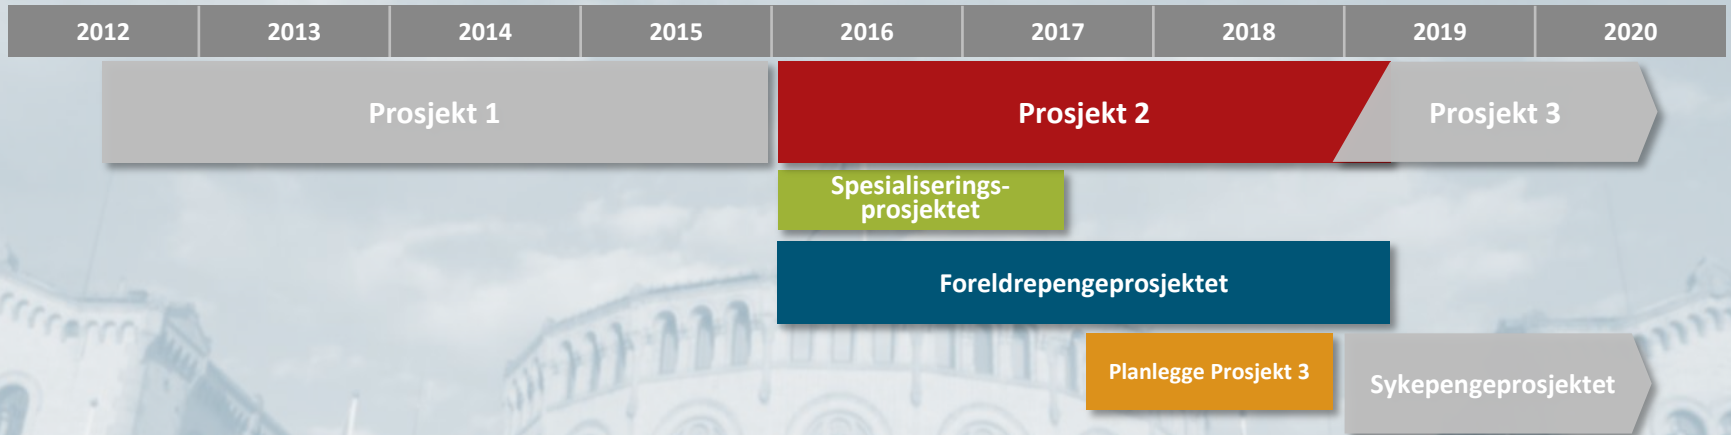 2012 2013 2014 2015 2016 2017 2018 2019 2020
Prosjekt 1 Prosjekt 2 Prosjekt 3
Spesialiserings-
prosjektet
Foreldrepengeprosjektet
Planlegge Prosjekt 3
Sykepengeprosjektet